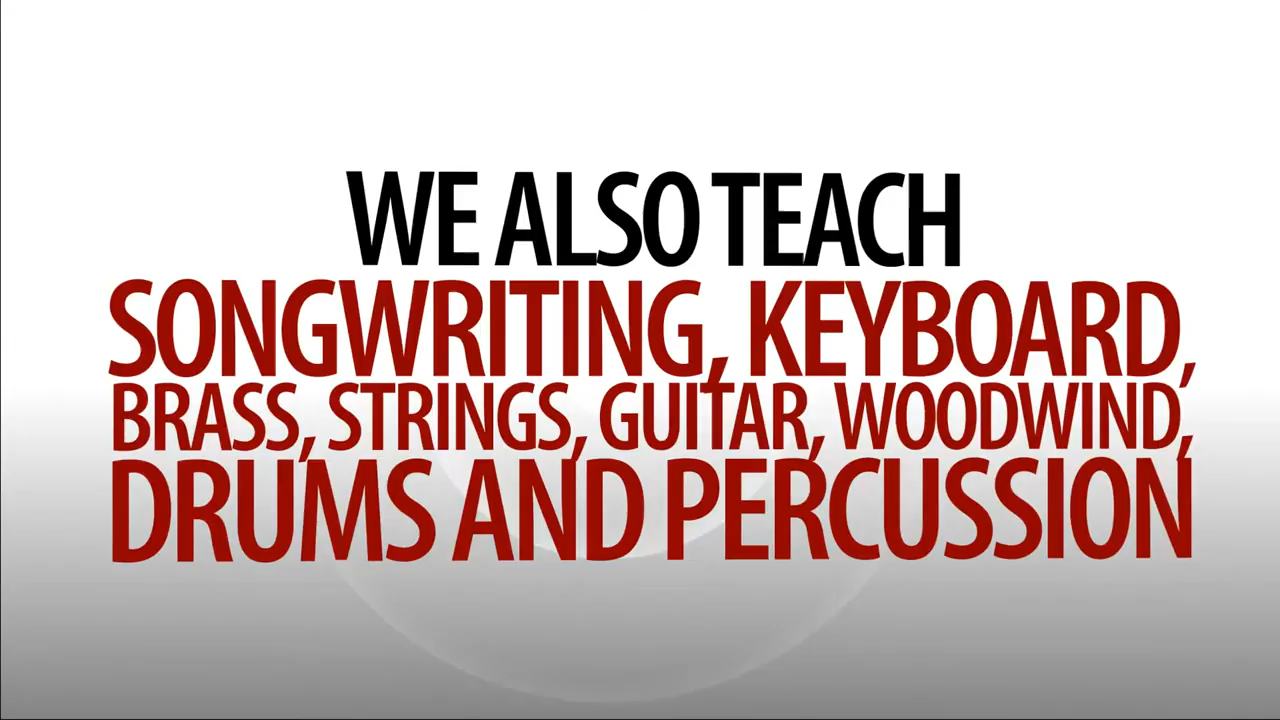 WE ALSO TEACH
SONGWRITING, KEYBOARD,
BRASS, STRINGS, GUITAR, WOODWIND,
DRUMS AND PERCUSSION